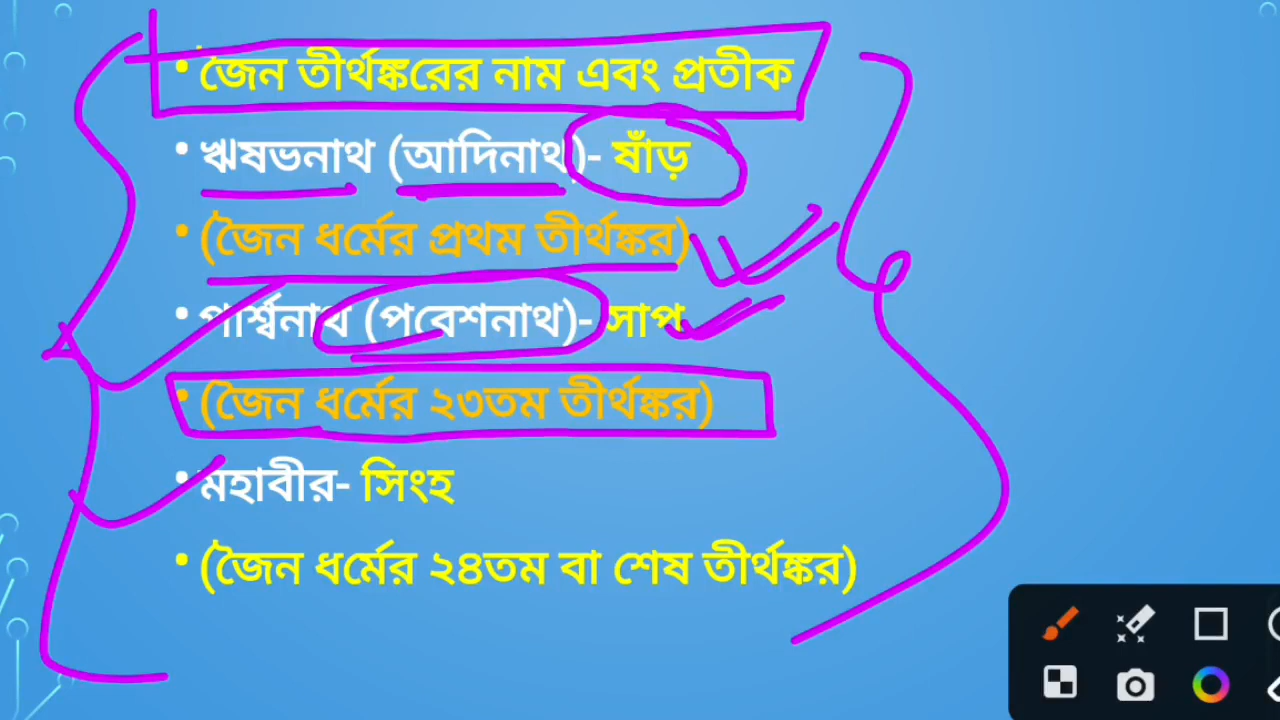 • জৈন তীর্থঙ্করের নাম এবং প্রতীক
• ঋষভনাথ (আদিনাথ)- ষাঁড়
• (জৈন ধর্মের প্রথম তীর্থঙ্কর)
• পার্শ্বনাথ (পরেশনাথ)- সাপ
• (জৈন ধর্মের ২৩তম তীর্থঙ্কর)
• মহাবীর- সিংহ
• (জৈন ধর্মের ২৪তম বা শেষ তীর্থঙ্কর)